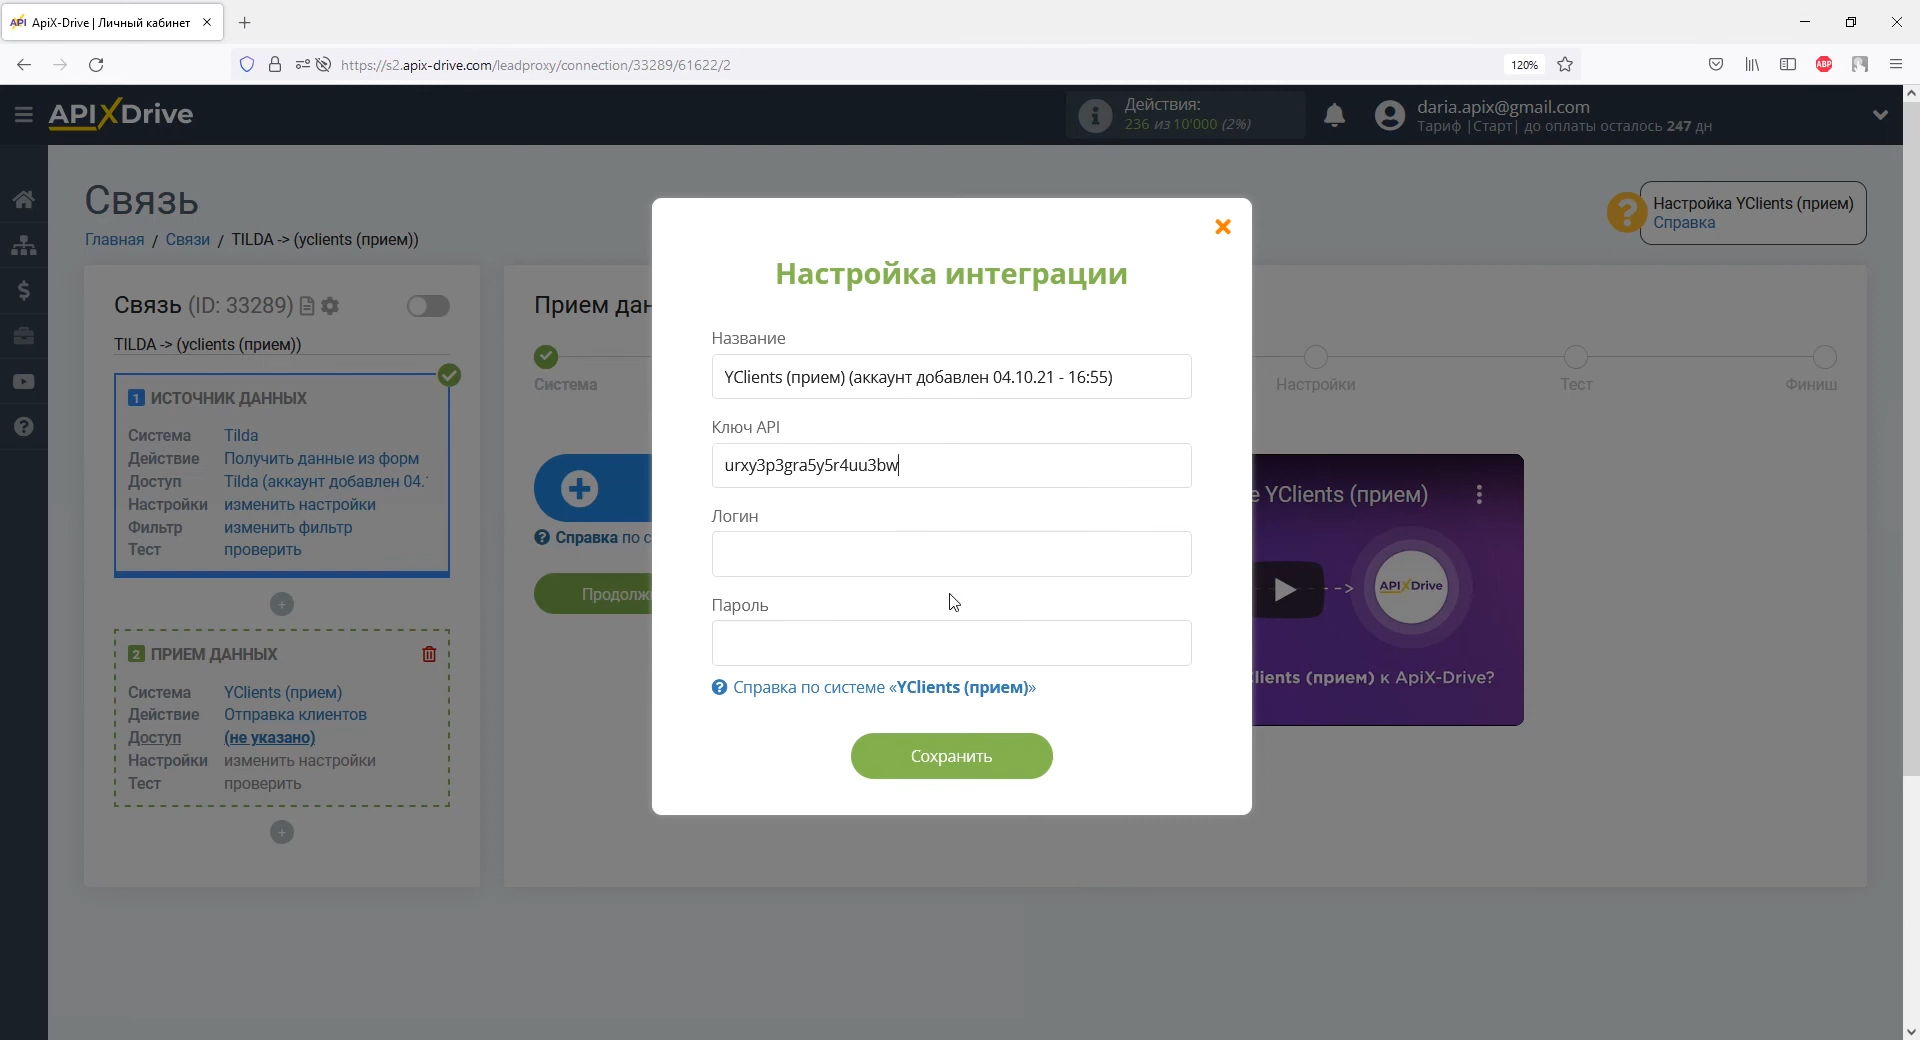 API ApiX-Drive | Личный кабинет
https://s2.apix-drive.com/leadproxy/connection/33289/61622/2
120%
ABP
APIXDrive
Действия:
236 из 10'000 (2%)
daria.apix@gmail.com
Тариф |Старт| до оплаты осталось 247 дн
Связь
Главная / Связи / TILDA -> (yclients (прием))
Настройка YClients (прием)
Справка
Связь (ID: 33289)
TILDA -> (yclients (прием))
1 ИСТОЧНИК ДАННЫХ
Система Tilda
Действие Получить данные из форм
Доступ Tilda (аккаунт добавлен 04.
Настройки изменить настройки
Фильтр изменить фильтр
Тест проверить
2 ПРИЕМ ДАННЫХ
Система YClients (прием)
Действие Отправка клиентов
Доступ (не указано)
Настройки изменить настройки
Тест проверить
Прием дан
Система
Настройки
Тест
Финиш
Справка по с
Продолж
Настройка интеграции
Название
YClients (прием) (аккаунт добавлен 04.10.21 - 16:55)
Ключ API
urxy3p3gra5y5r4uu3bw
Логин
Пароль
Справка по системе «YClients (прием)»
Сохранить
е YClients (прием)
APIXDrive
lients (прием) к ApiX-Drive?